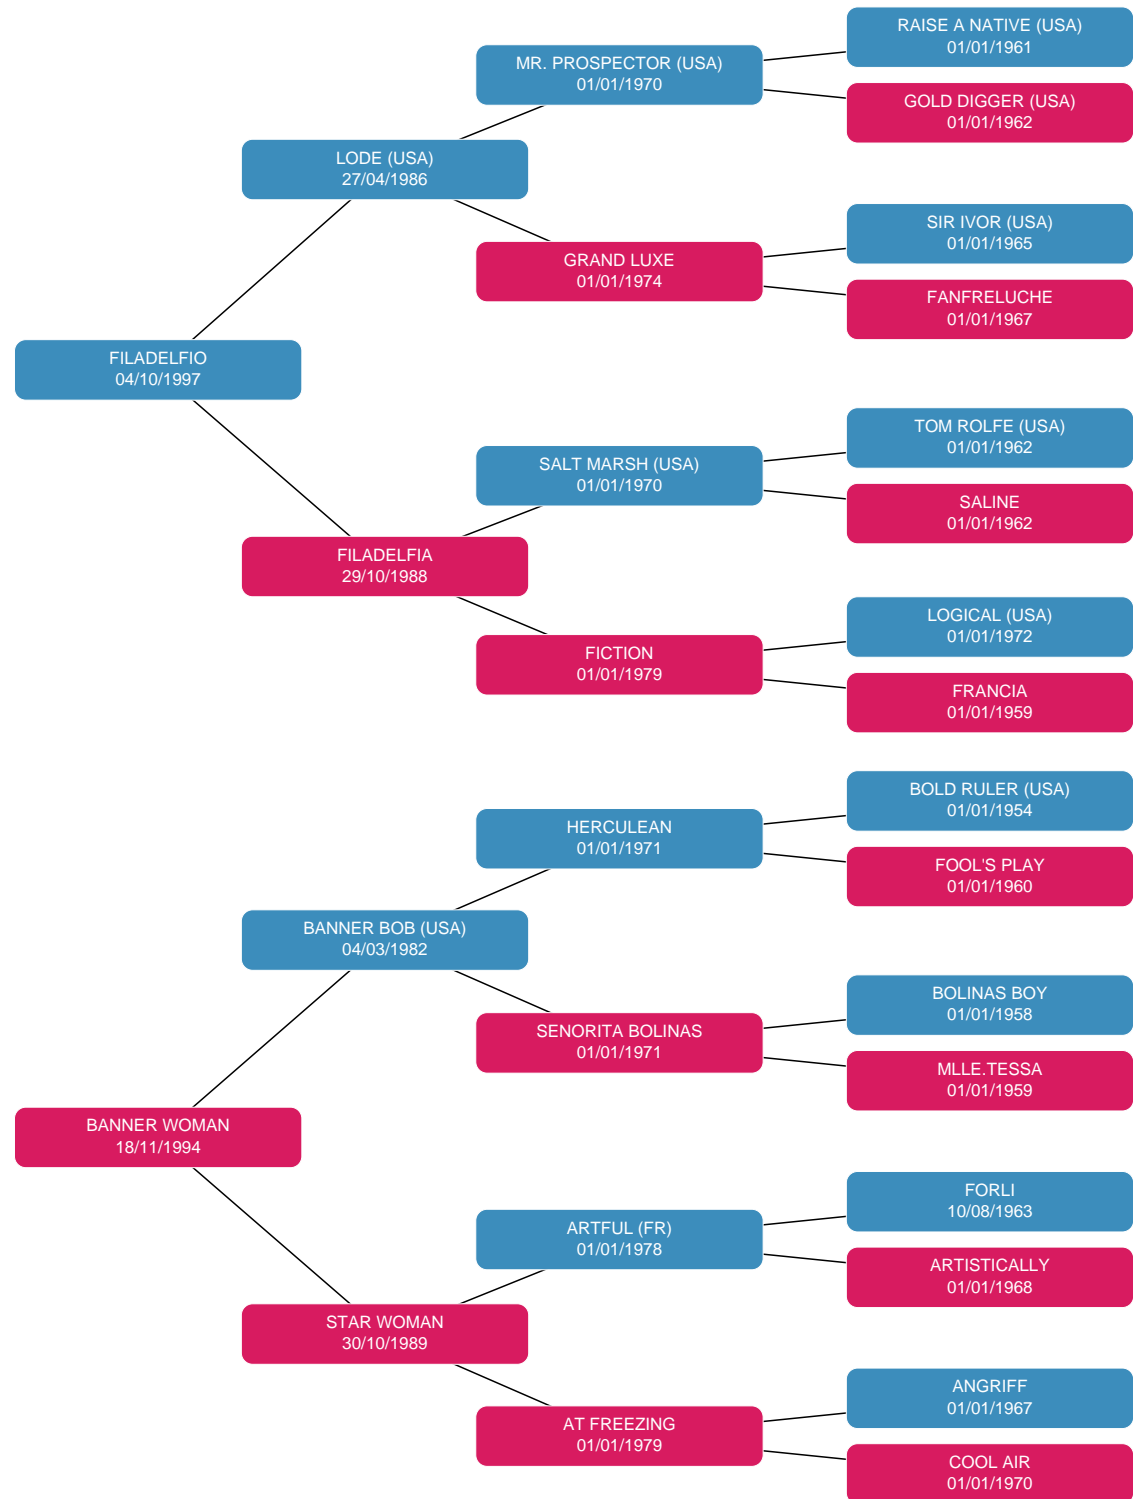 RAISE A NATIVE (USA)
01/01/1961
MR. PROSPECTOR (USA)
01/01/1970
GOLD DIGGER (USA)
01/01/1962
LODE (USA)
27/04/1986
SIR IVOR (USA)
01/01/1965
GRAND LUXE
01/01/1974
FANFRELUCHE
01/01/1967
FILADELFIO
04/10/1997
TOM ROLFE (USA)
01/01/1962
SALT MARSH (USA)
01/01/1970
SALINE
01/01/1962
FILADELFIA
29/10/1988
LOGICAL (USA)
01/01/1972
FICTION
01/01/1979
FRANCIA
01/01/1959
BOLD RULER (USA)
01/01/1954
HERCULEAN
01/01/1971
FOOL'S PLAY
01/01/1960
BANNER BOB (USA)
04/03/1982
BOLINAS BOY
01/01/1958
SENORITA BOLINAS
01/01/1971
MLLE.TESSA
01/01/1959
BANNER WOMAN
18/11/1994
FORLI
10/08/1963
ARTFUL (FR)
01/01/1978
ARTISTICALLY
01/01/1968
STAR WOMAN
30/10/1989
ANGRIFF
01/01/1967
AT FREEZING
01/01/1979
COOL AIR
01/01/1970